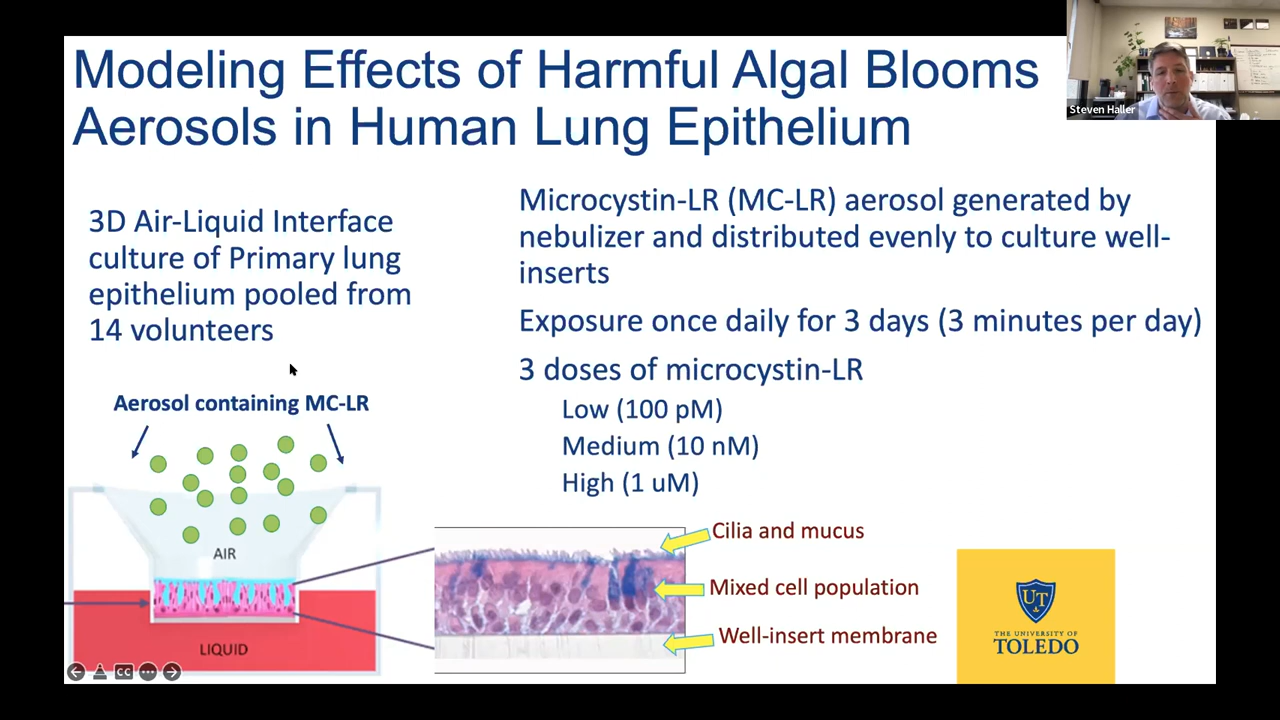 Modeling Effects of Harmful Algal Blooms
Aerosols in Human Lung Epithelium
Steven Haller
3D Air-Liquid Interface
culture of Primary lung
epithelium pooled from
14 volunteers
Aerosol containing MC-LR
AIR
LIQUID
Microcystin-LR (MC-LR) aerosol generated by
nebulizer and distributed evenly to culture well-
inserts
Exposure once daily for 3 days (3 minutes per day)
3 doses of microcystin-LR
Low (100 pM)
Medium (10 nM)
High (1 uM)
Cilia and mucus
Mixed cell population
Well-insert membrane
UT
THE UNIVERSITY OF
TOLEDO
CC